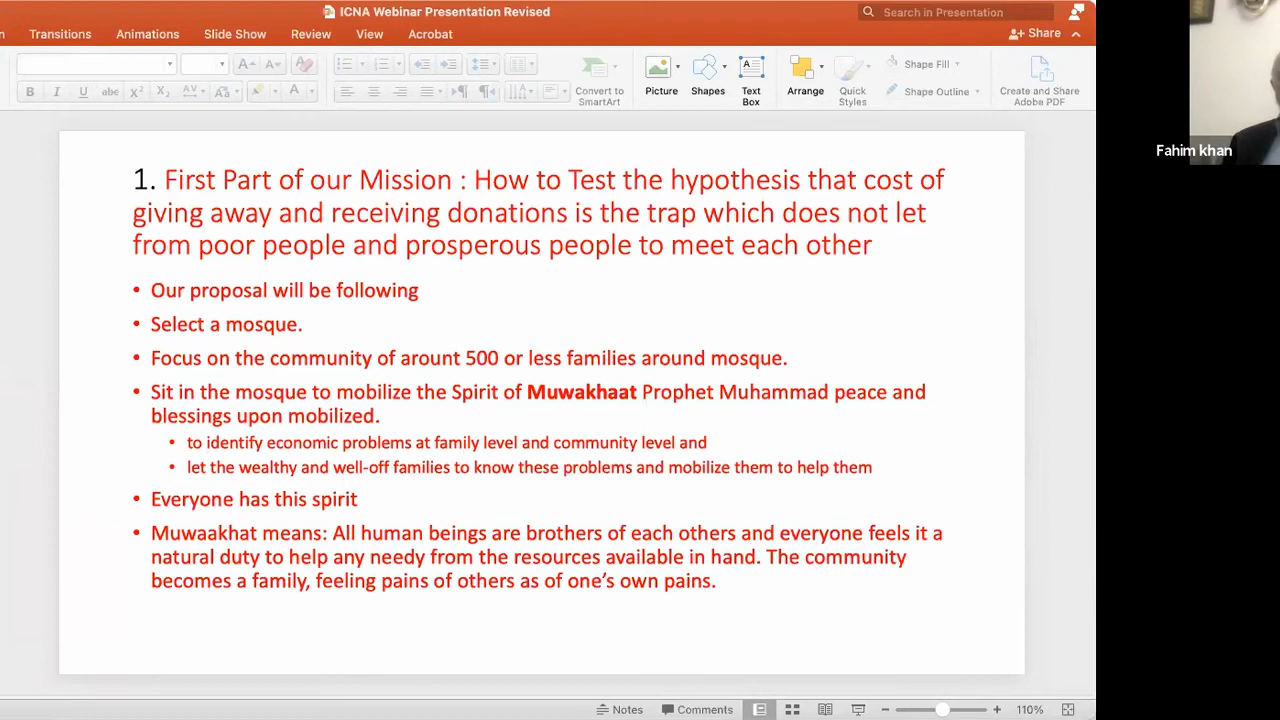 ICNA Webinar Presentation Revised
Search in Presentation
Transitions Animations Slide Show Review View Acrobat
Share
Convert to SmartArt
Picture
Shapes
Text Box
Arrange
Quick Styles
Shape Fill
Shape Outline
Create and Share Adobe PDF
1. First Part of our Mission : How to Test the hypothesis that cost of
giving away and receiving donations is the trap which does not let
from poor people and prosperous people to meet each other
• Our proposal will be following
• Select a mosque.
• Focus on the community of arount 500 or less families around mosque.
• Sit in the mosque to mobilize the Spirit of Muwakhaat Prophet Muhammad peace and
blessings upon mobilized.
• to identify economic problems at family level and community level and
• let the wealthy and well-off families to know these problems and mobilize them to help them
• Everyone has this spirit
• Muwaakhat means: All human beings are brothers of each others and everyone feels it a
natural duty to help any needy from the resources available in hand. The community
becomes a family, feeling pains of others as of one's own pains.
Notes
Comments
110%
Fahim khan